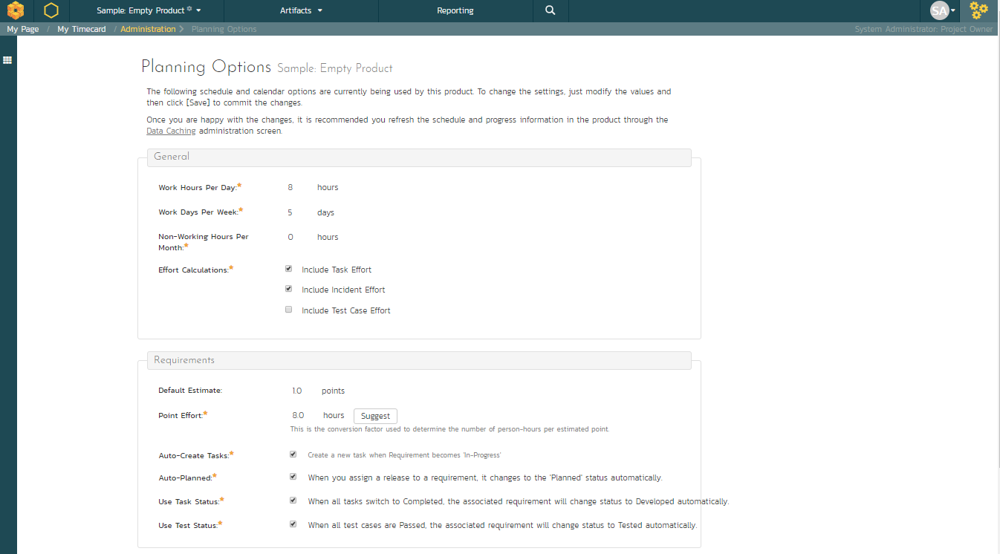 Sample: Empty Product
Artifacts
Reporting
SA
My Page / My Timecard / Administration Planning Options
System Administrator: Project Owner
Planning Options Sample: Empty Product
The following schedule and calendar options are currently being used by this product. To change the settings, just modify the values and
then click [Save] to commit the changes.
Once you are happy with the changes, it is recommended you refresh the schedule and progress information in the product through the
Data Caching administration screen.
General
Work Hours Per Day:* 8 hours
Work Days Per Week:* 5 days
Non-Working Hours Per
Month:* 0 hours
Effort Calculations:* Include Task Effort
Include Incident Effort
Include Test Case Effort
Requirements
Default Estimate: 1.0 points
Point Effort:* 8.0 hours Suggest
This is the conversion factor used to determine the number of person-hours per estimated point.
Auto-Create Tasks:* Create a new task when Requirement becomes 'In-Progress'
Auto-Planned:* When you assign a release to a requirement, it changes to the 'Planned' status automatically.
Use Task Status:* When all tasks switch to Completed, the associated requirement will change status to Developed automatically.
Use Test Status:* When all test cases are Passed, the associated requirement will change status to Tested automatically.